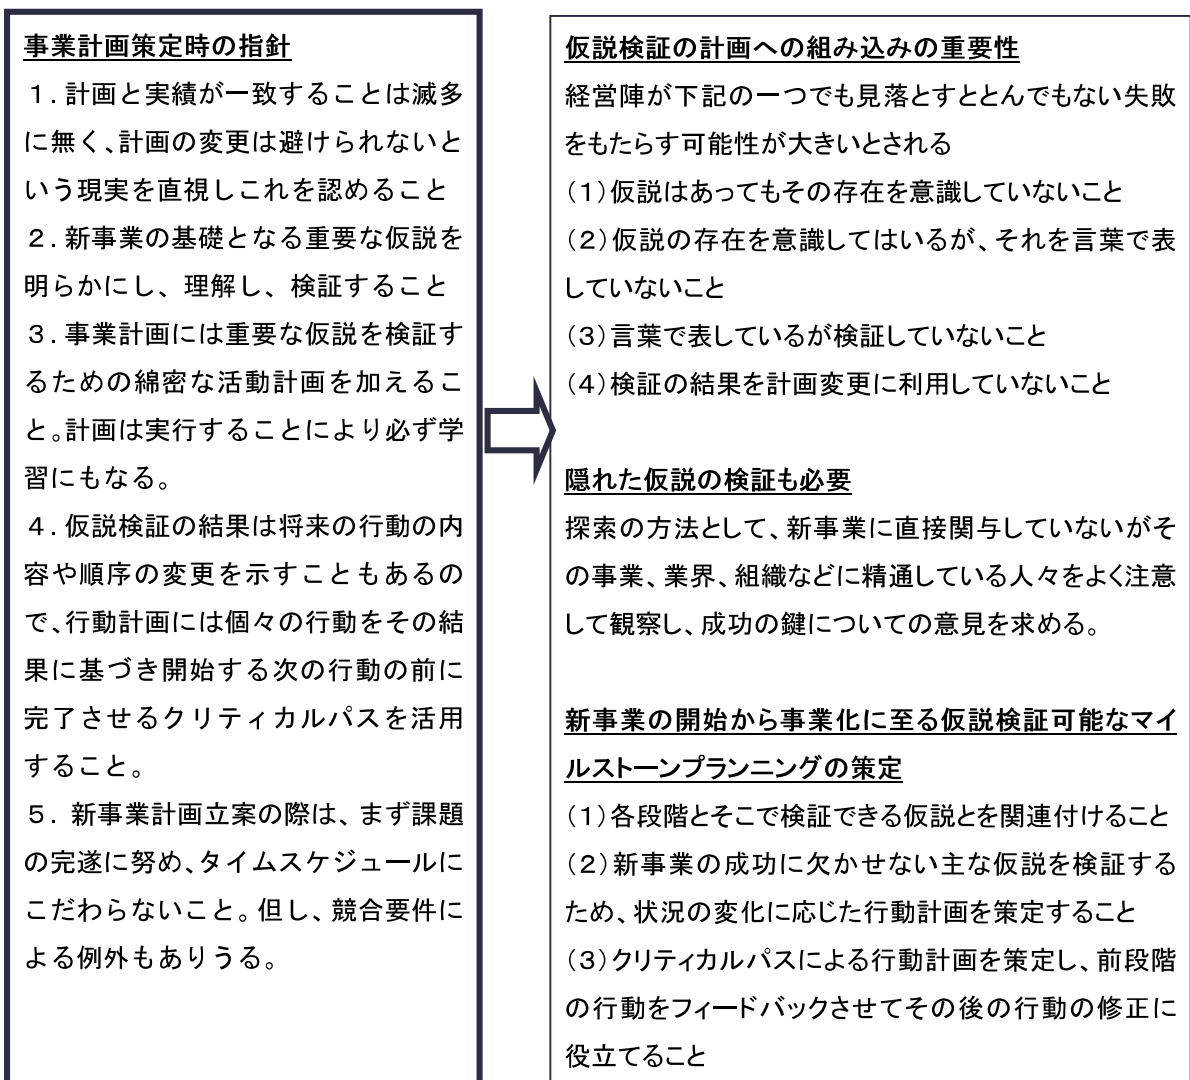 事業計画策定時の指針
１．計画と実績が一致することは滅多
に無く、計画の変更は避けられないと
いう現実を直視しこれを認めること
２．新事業の基礎となる重要な仮説を
明らかにし、理解し、検証すること
３．事業計画には重要な仮説を検証す
るための綿密な活動計画を加えるこ
と。計画は実行することにより必ず学
習にもなる。
４．仮説検証の結果は将来の行動の内
容や順序の変更を示すこともあるの
で、行動計画には個々の行動をその結
果に基づき開始する次の行動の前に
完了させるクリティカルパスを活用
すること。
５．新事業計画立案の際は、まず課題
の完遂に努め、タイムスケジュールに
こだわらないこと。但し、競合要件に
よる例外もありうる。
仮説検証の計画への組み込みの重要性
経営陣が下記の一つでも見落とすととんでもない失敗
をもたらす可能性が大きいとされる
（１）仮説はあってもその存在を意識していないこと
（２）仮説の存在を意識してはいるが、それを言葉で表
していないこと
（３）言葉で表しているが検証していないこと
（４）検証の結果を計画変更に利用していないこと
隠れた仮説の検証も必要
探索の方法として、新事業に直接関与していないがそ
の事業、業界、組織などに精通している人々をよく注意
して観察し、成功の鍵についての意見を求める。
新事業の開始から事業化に至る仮説検証可能なマイ
ルストーンプランニングの策定
（１）各段階とそこで検証できる仮説とを関連付けること
（２）新事業の成功に欠かせない主な仮説を検証する
ため、状況の変化に応じた行動計画を策定すること
（３）クリティカルパスによる行動計画を策定し、前段階
の行動をフィードバックさせてその後の行動の修正に
役立てること